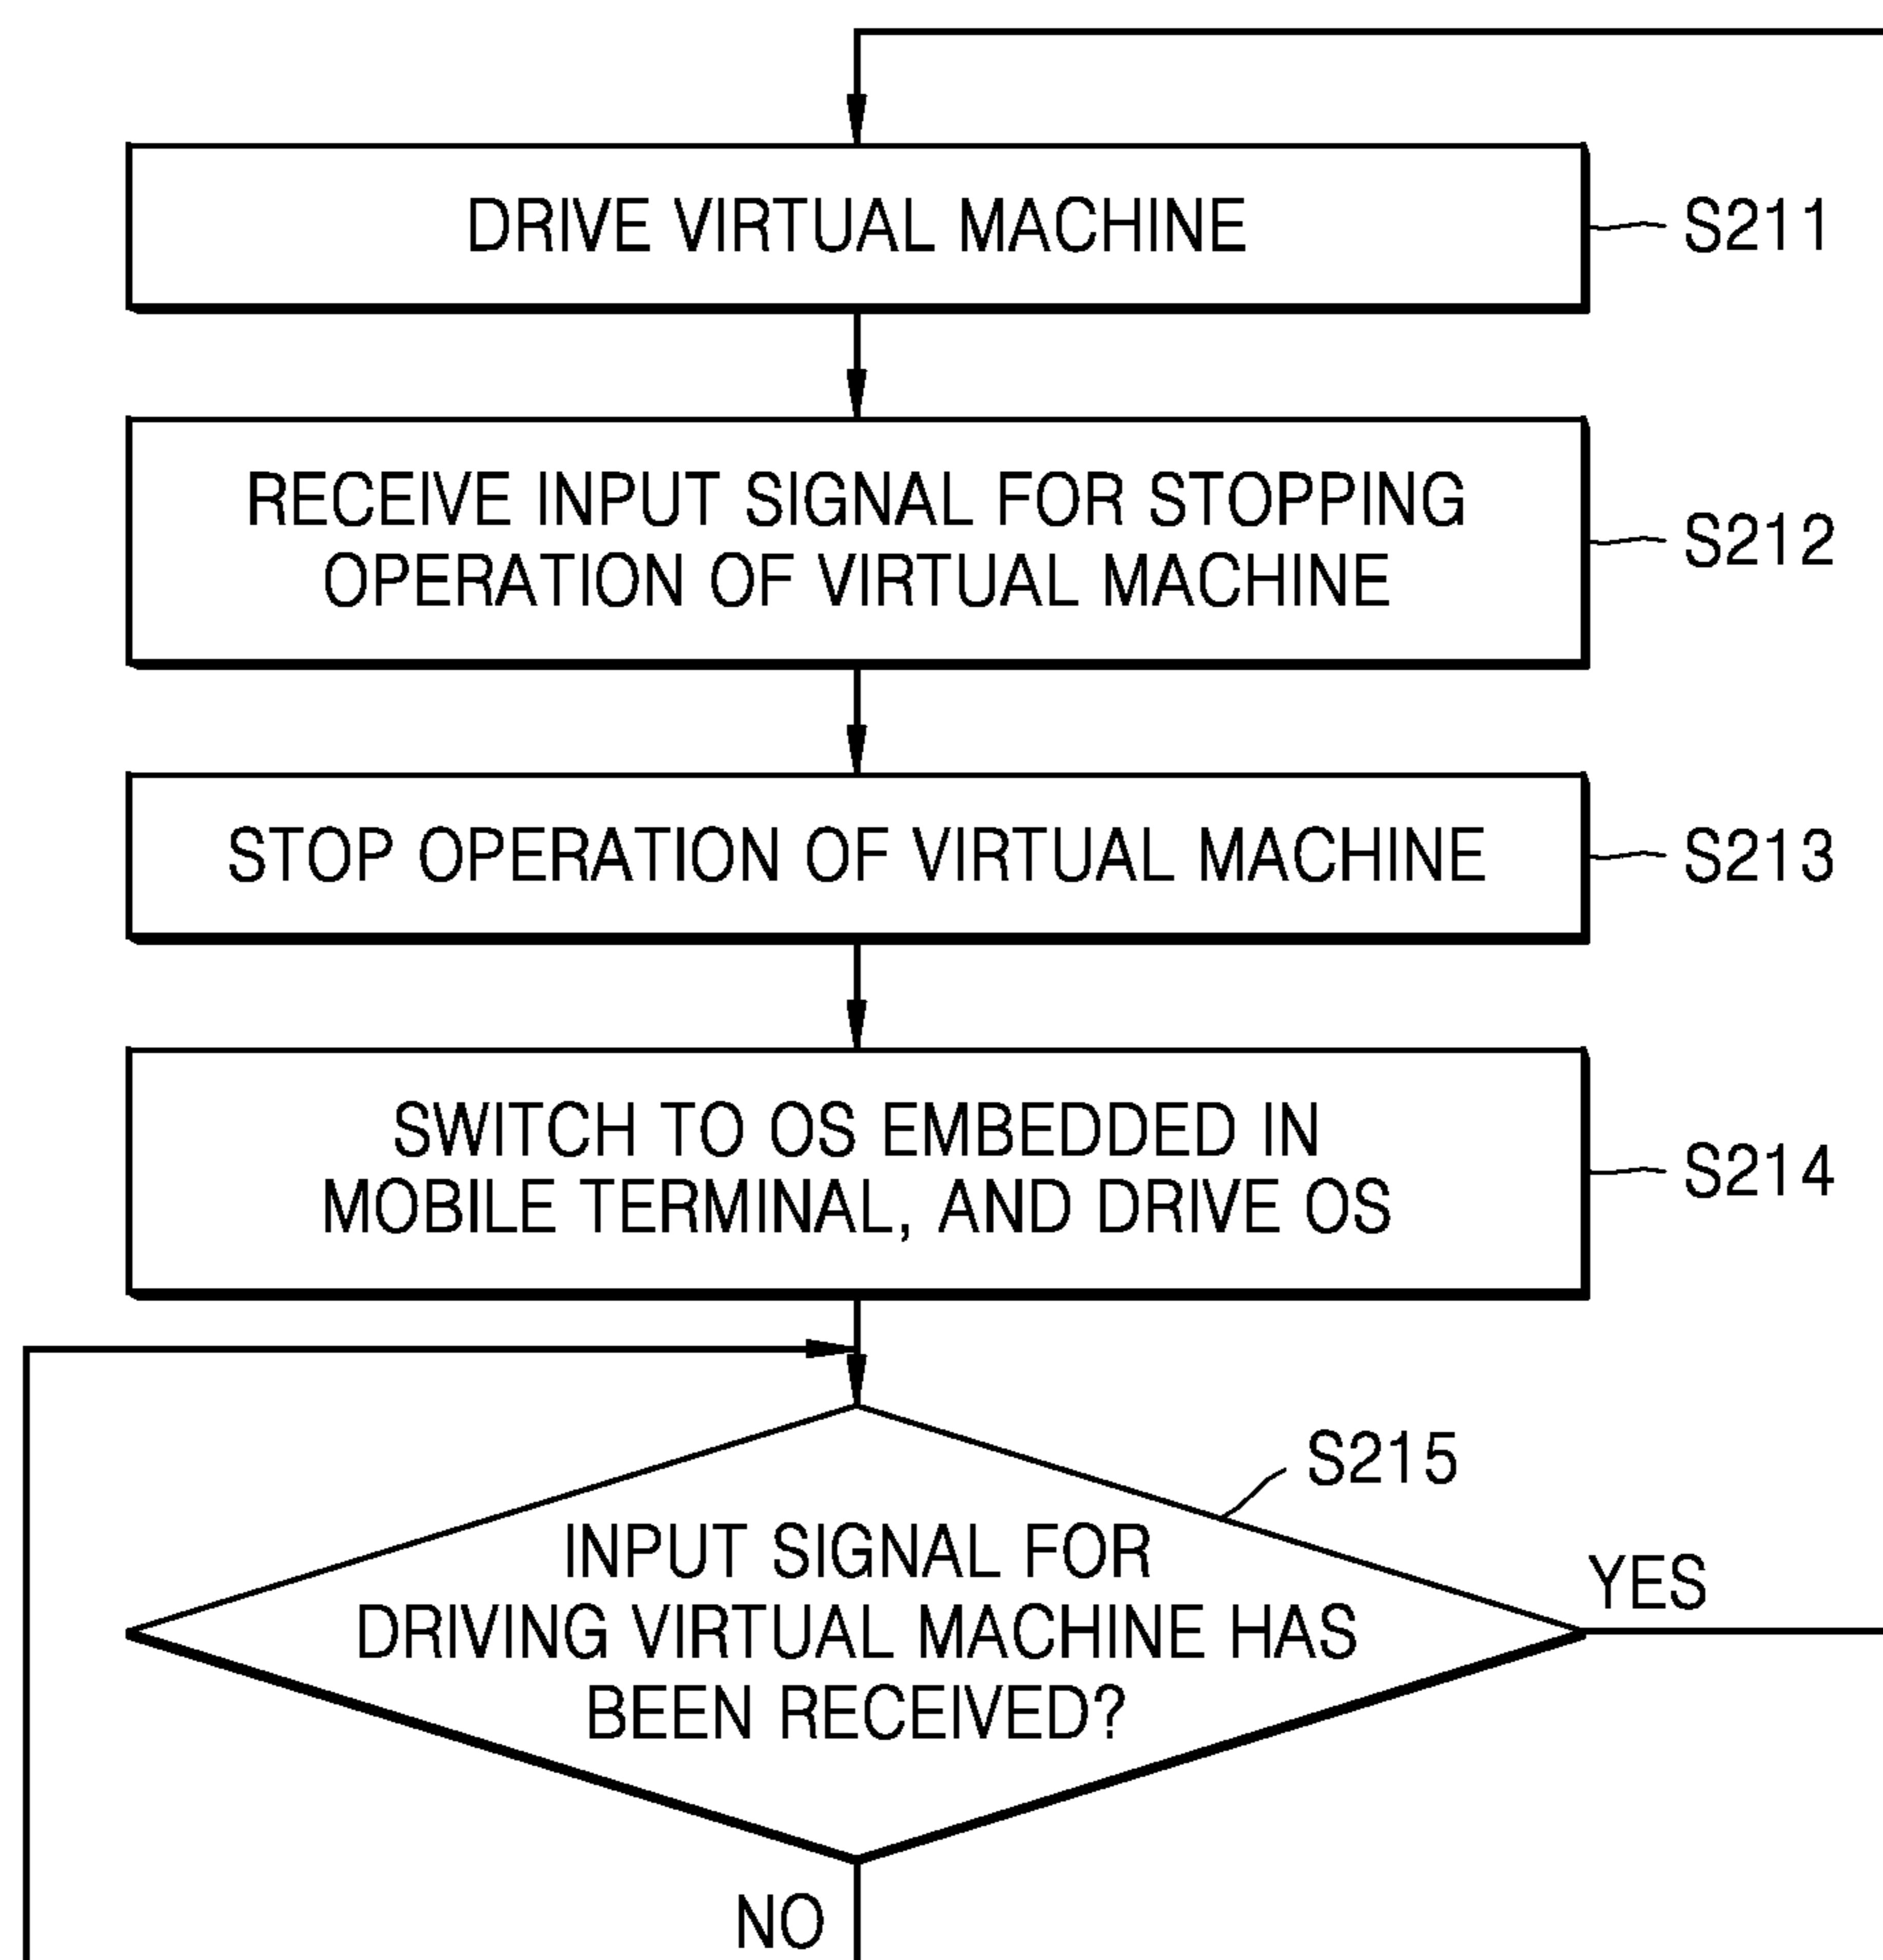 DRIVE VIRTUAL MACHINE
S211
RECEIVE INPUT SIGNAL FOR STOPPING
OPERATION OF VIRTUAL MACHINE
S212
STOP OPERATION OF VIRTUAL MACHINE
S213
SWITCH TO OS EMBEDDED IN
MOBILE TERMINAL, AND DRIVE OS
S214
S215
INPUT SIGNAL FOR
DRIVING VIRTUAL MACHINE HAS
BEEN RECEIVED?
YES
NO